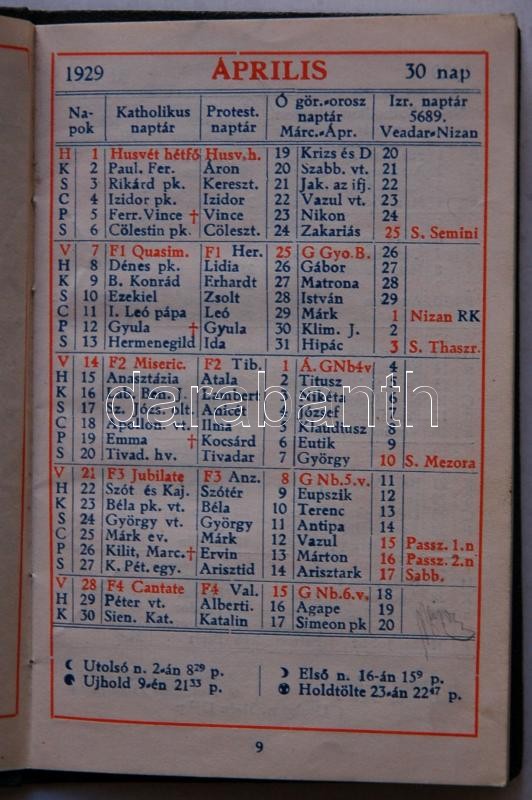 1929 ÁPRILIS 30 nap
Na-pok Katholikus naptár Protest. naptár Ó gör.-orosz naptár Márc.-Ápr. Izr. naptár 5689. Veadar-Nizan
H 1 Husvét hétfő Husv. h. 19 Krizs és D 20
K 2 Paul. Fer. Áron 20 Szabb. vt. 21
S 3 Rikárd pk. Kereszt. 21 Jak. az ifj. 22
C 4 Izidor pk. Izidor 22 Vazul vt. 23
P 5 Ferr. Vince † Vince 23 Nikon 24
S 6 Cölestin pk. Cöleszt. 24 Zakariás 25 S. Semini
V 7 F1 Quasim. F1 Her. 25 G Gyo. B. 26
H 8 Dénes pk. Lidia 26 Gábor 27
K 9 B. Konrád Erhardt 27 Matrona 28
S 10 Ezekiel Zsolt 28 István 29
C 11 I. Leó pápa Leó 29 Márk 1 Nizan RK
P 12 Gyula † Gyula 30 Klim. J. 2
S 13 Hermenegild Ida 31 Hipác 3 S. Thaszr.
V 14 F2 Miseric. F2 Tib. 1 Á. GNb4v 4
H 15 Anasztázia Atala 2 Titusz 5
K 16 Lambert 3 Nikéta 6
S 17 Sz. Józs. olt. Anicét 4 József 7
C 18 Apollon. vt. Ilma 5 Klaudiusz 8
P 19 Emma † Kocsárd 6 Eutik 9
S 20 Tivad. hv. Tivadar 7 György 10 S. Mezora
V 21 F3 Jubilate F3 Anz. 8 G Nb. 5. v. 11
H 22 Szót és Kaj. Szótér 9 Eupszik 12
K 23 Béla pk. vt. Béla 10 Terenc 13
S 24 György vt. György 11 Antipa 14
C 25 Márk ev. Márk 12 Vazul 15 Passz. 1. n
P 26 Kilit, Marc. † Ervin 13 Márton 16 Passz. 2. n
S 27 K. Pét. egy. Arisztid 14 Arisztark 17 Sabb.
V 28 F4 Cantate F4 Val. 15 G Nb. 6. v. 18
H 29 Péter vt. Alberti. 16 Agape 19
K 30 Sien. Kat. Katalin 17 Simeon pk 20
☾ Utolsó n. 2-án 8²⁹ p. ☽ Első n. 16-án 15⁹ p.
Ujhold 9-én 21³³ p. Holdtölte 23-án 22⁴⁷ p.
9
darabanth